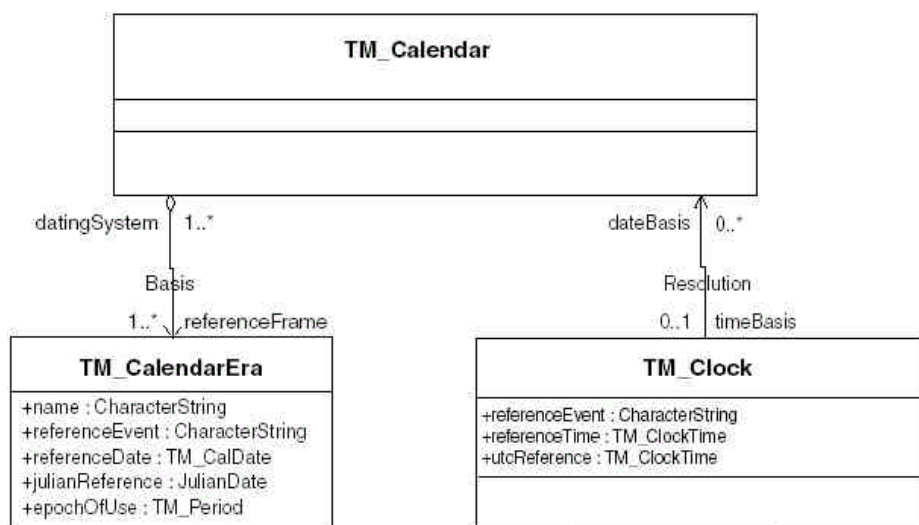 TM_Calendar
datingSystem 1..*
dateBasis 0..*
Basis
Resolution
1..* referenceFrame
0..1 timeBasis
TM_CalendarEra
+name : CharacterString
+referenceEvent : CharacterString
+referenceDate : TM_CalDate
+julianReference : JulianDate
+epochOfUse : TM_Period
TM_Clock
+referenceEvent : CharacterString
+referenceTime : TM_ClockTime
+utcReference : TM_ClockTime